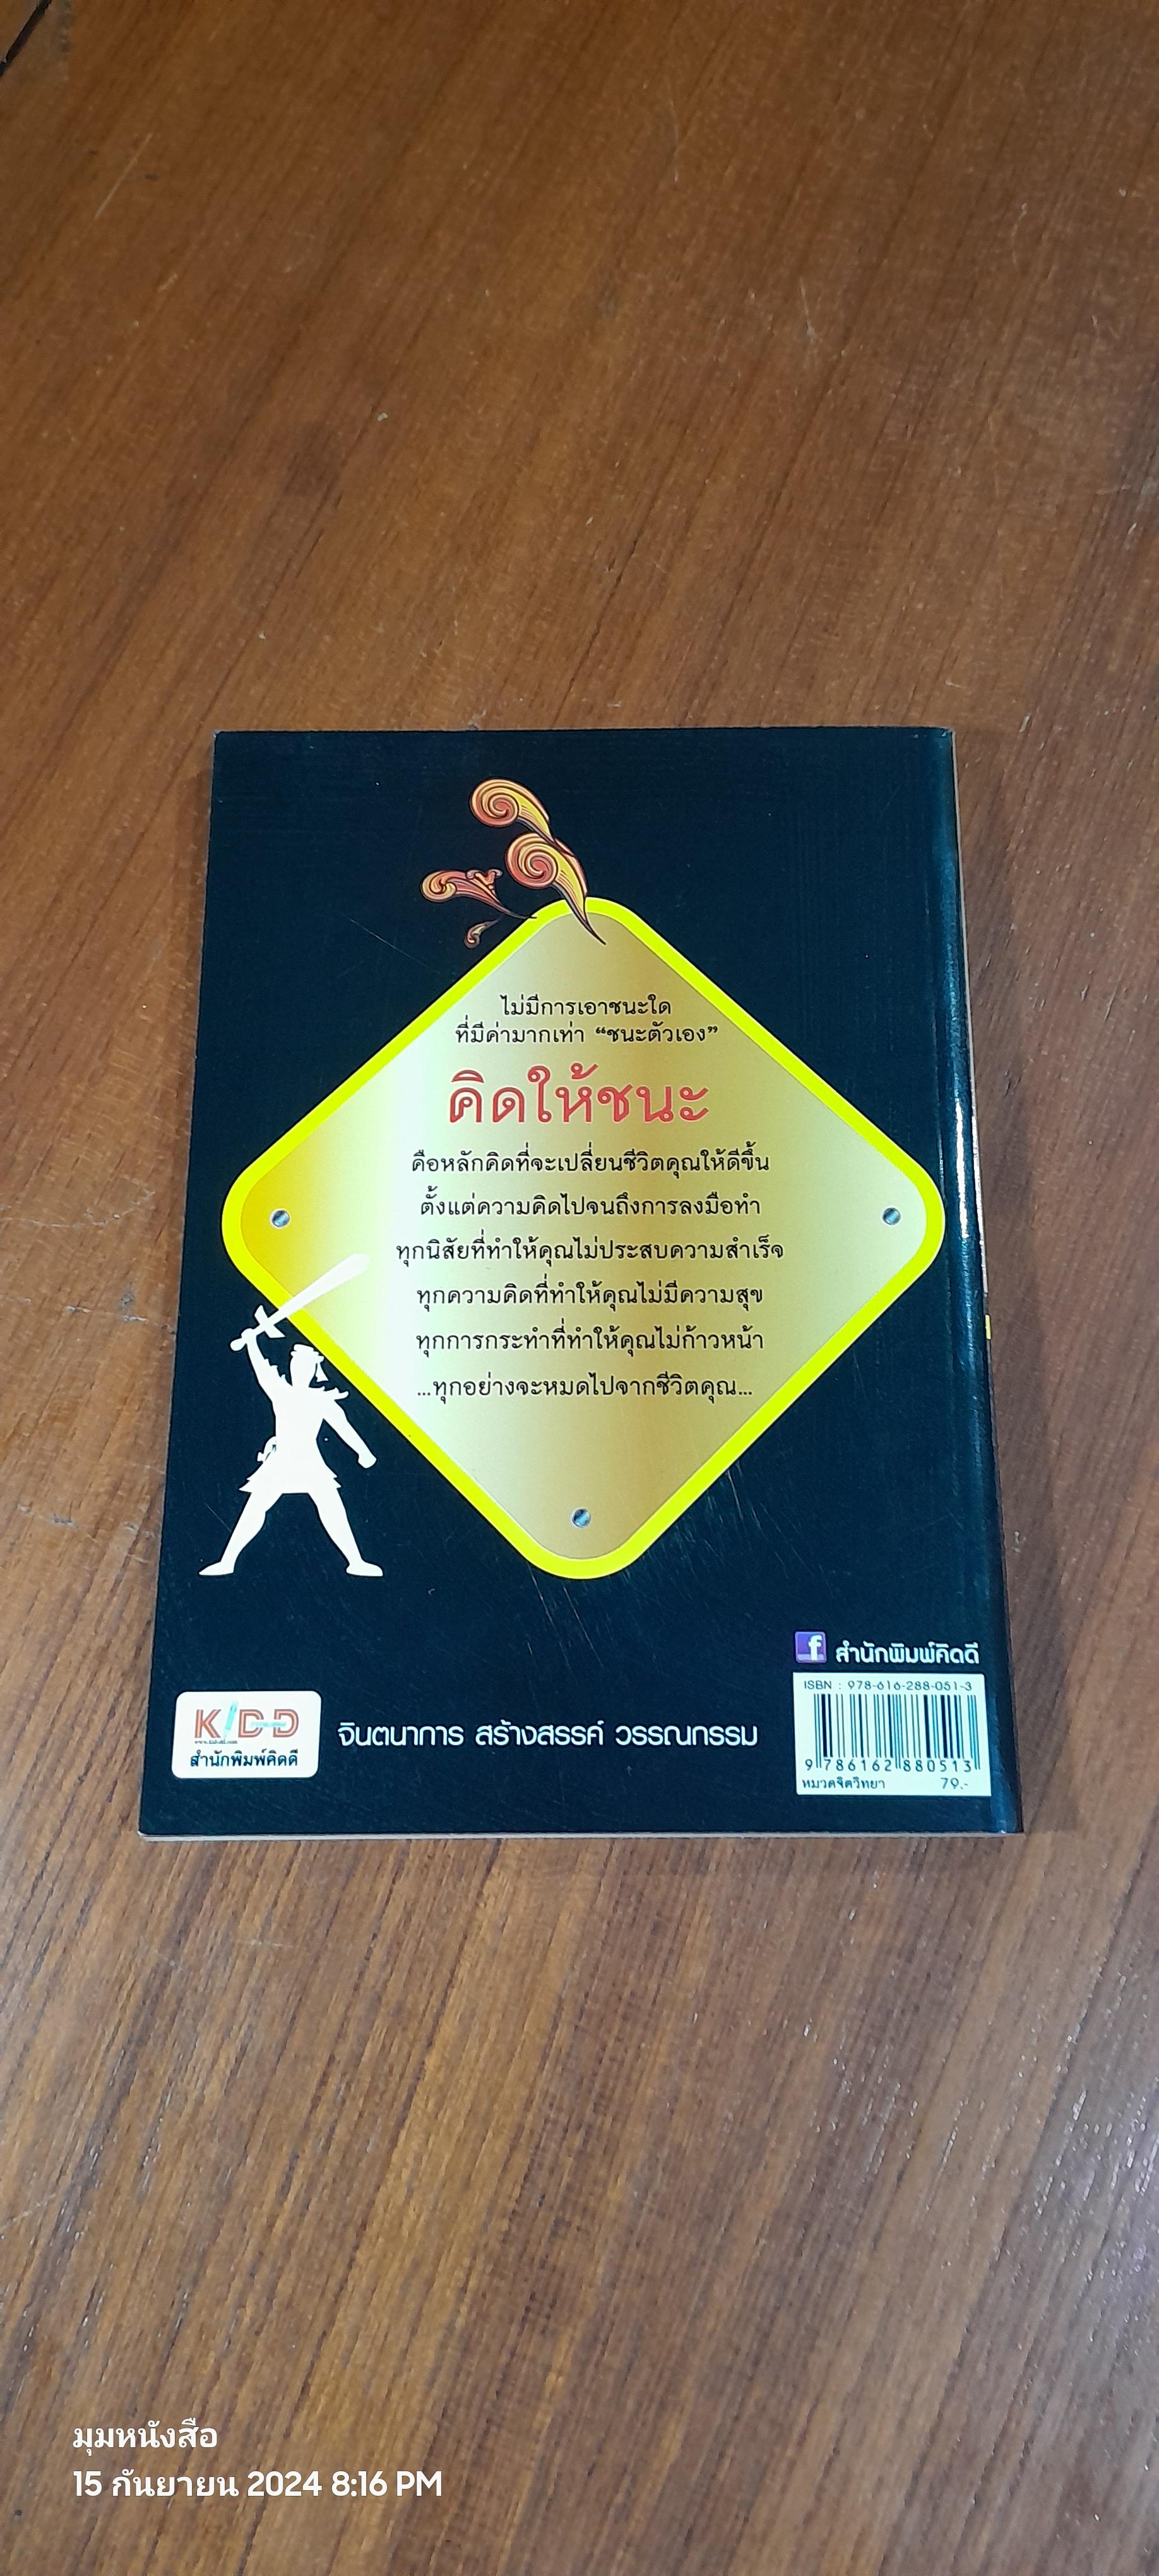 ไม่มีการเอาชนะใด
ที่มีค่ามากเท่า “ชนะตัวเอง”
คิดให้ชนะ
คือหลักคิดที่จะเปลี่ยนชีวิตคุณให้ดีขึ้น
ตั้งแต่ความคิดไปจนถึงการลงมือทำ
ทุกนิสัยที่ทำให้คุณไม่ประสบความสำเร็จ
ทุกความคิดที่ทำให้คุณไม่มีความสุข
ทุกการกระทำที่ทำให้คุณไม่ก้าวหน้า
...ทุกอย่างจะหมดไปจากชีวิตคุณ...
f สำนักพิมพ์คิดดี
ISBN : 978-616-288-051-3
9 786162 880513
หมวดจิตวิทยา 79.-
KIDD
สำนักพิมพ์คิดดี
จินตนาการ สร้างสรรค์ วรรณกรรม
มุมหนังสือ
15 กันยายน 2024 8:16 PM